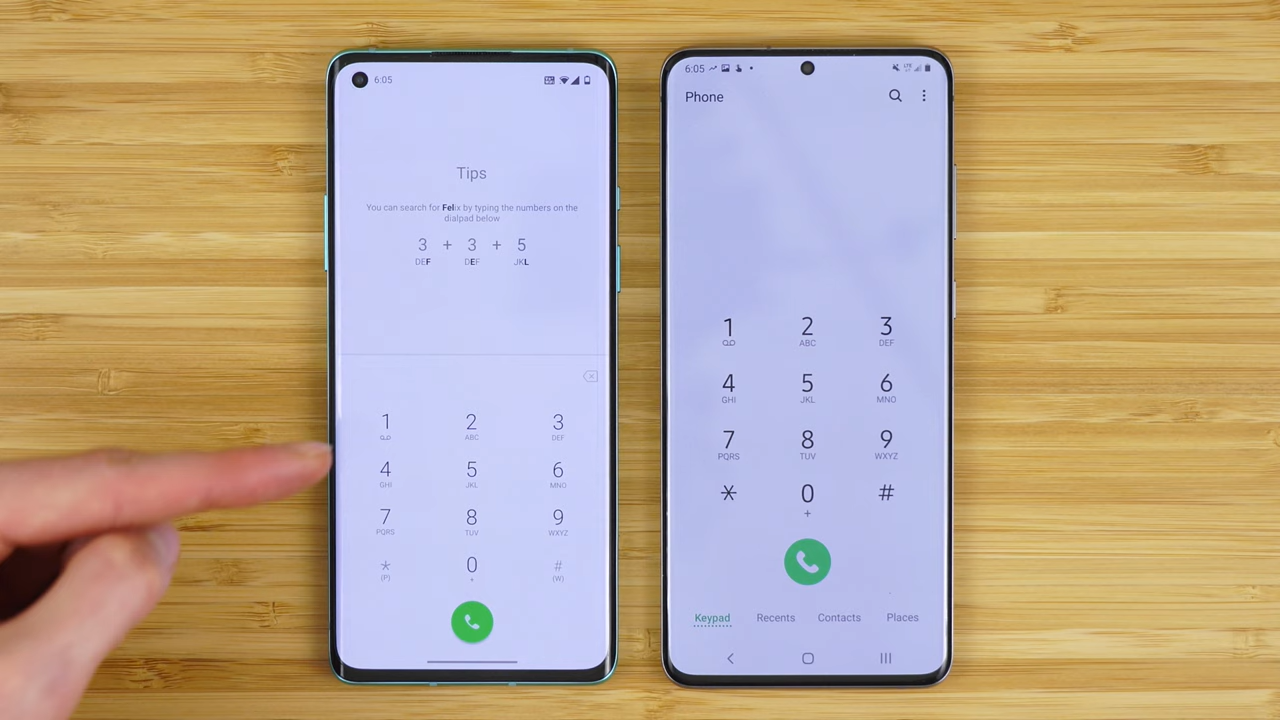 6:05
Tips
You can search for Felix by typing the numbers on the
dialpad below
3 + 3 + 5
DEF DEF JKL
1 2 3
ABC DEF
4 5 6
GHI JKL MNO
7 8 9
PQRS TUV WXYZ
* 0 #
(P) + (W)
6:05
LTE
Phone
1 2 3
ABC DEF
4 5 6
GHI JKL MNO
7 8 9
PQRS TUV WXYZ
* 0 #
+
Keypad Recents Contacts Places